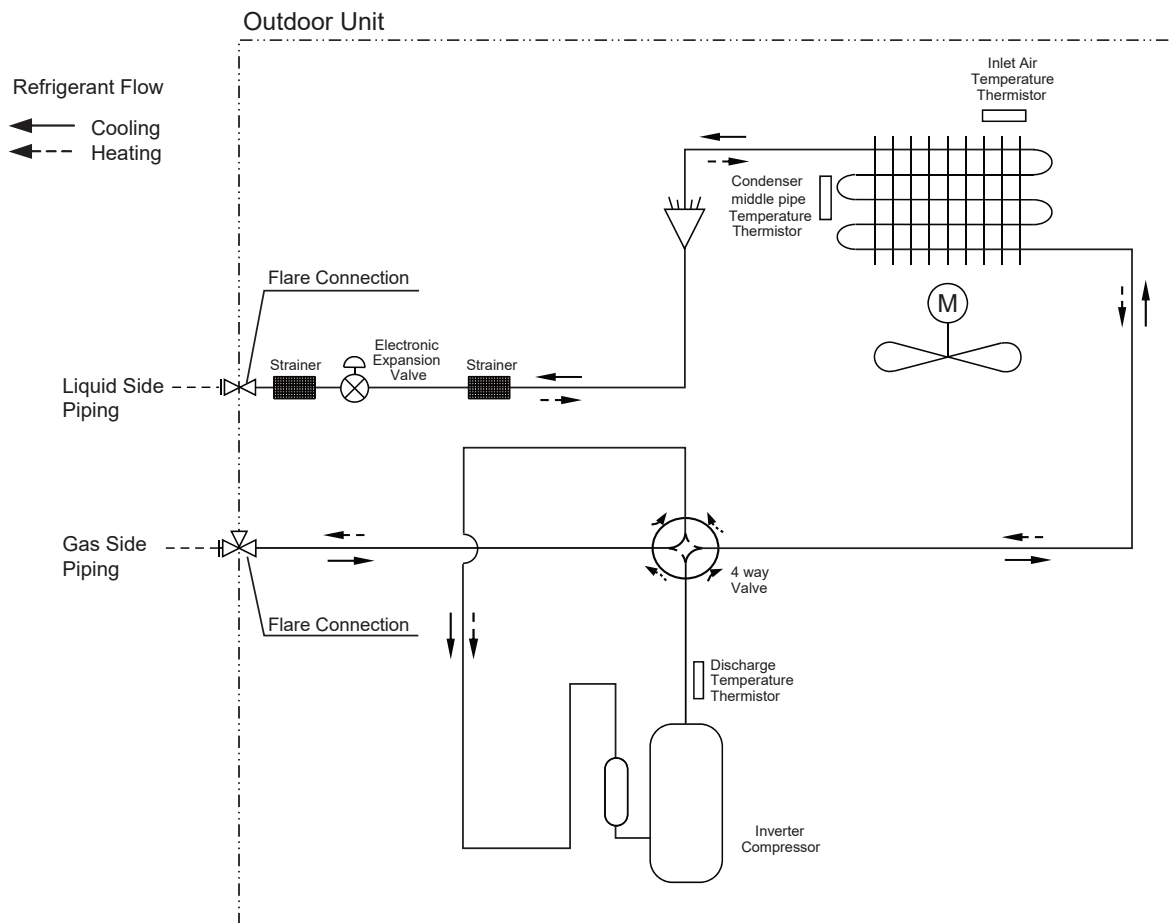 Outdoor Unit
Refrigerant Flow
Cooling
Heating
Inlet Air
Temperature
Thermistor
Condenser
middle pipe
Temperature
Thermistor
M
Flare Connection
Strainer
Electronic
Expansion
Valve
Strainer
Liquid Side
Piping
Gas Side
Piping
4 way
Valve
Flare Connection
Discharge
Temperature
Thermistor
Inverter
Compressor